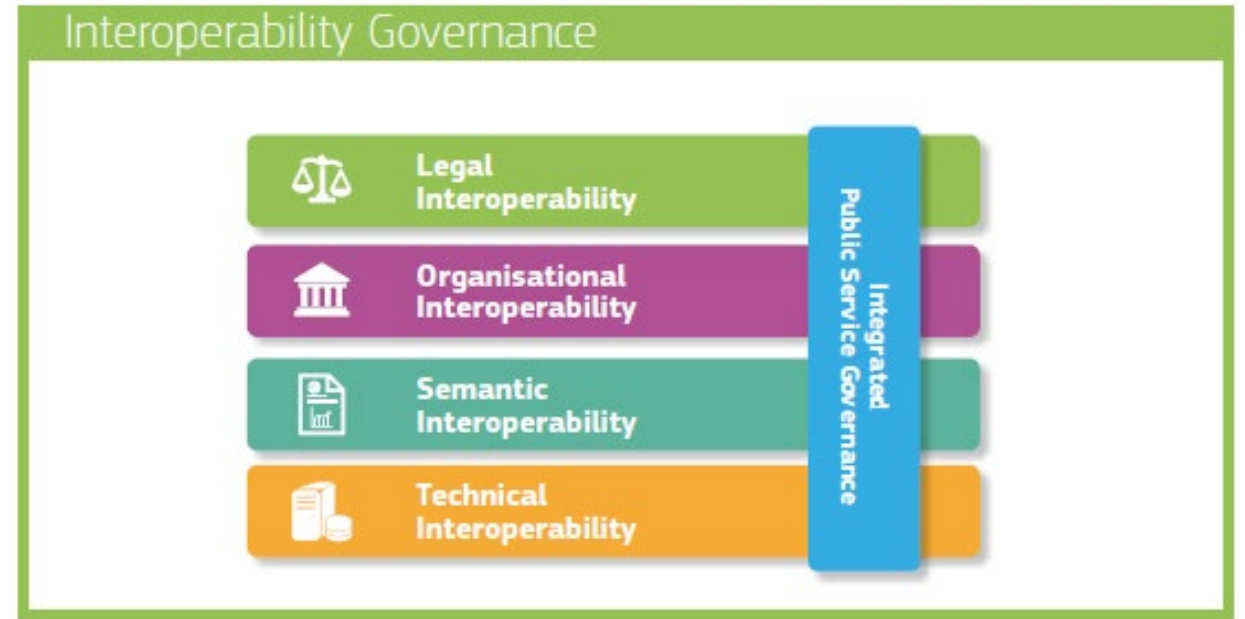 Interoperability Governance
Legal
Interoperability
Organisational
Interoperability
Semantic
Interoperability
Technical
Interoperability
Integrated
Public Service Governance